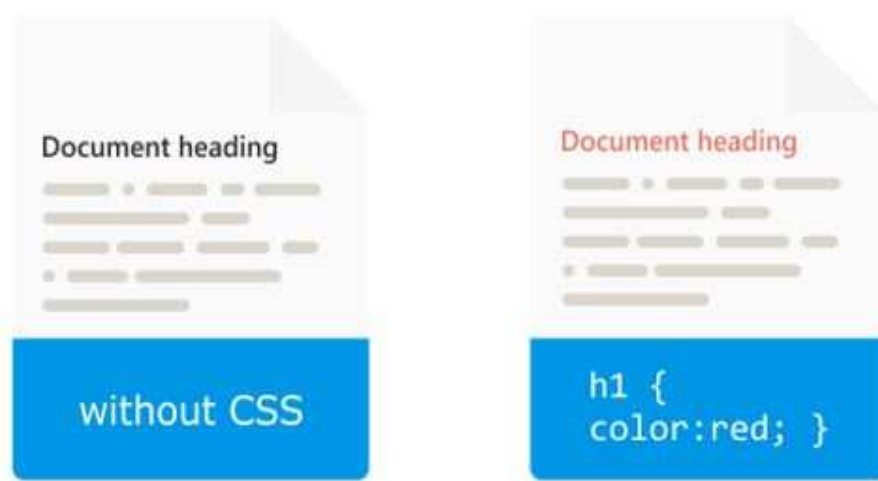 Document heading
without CSS
Document heading
h1 {
color:red; }